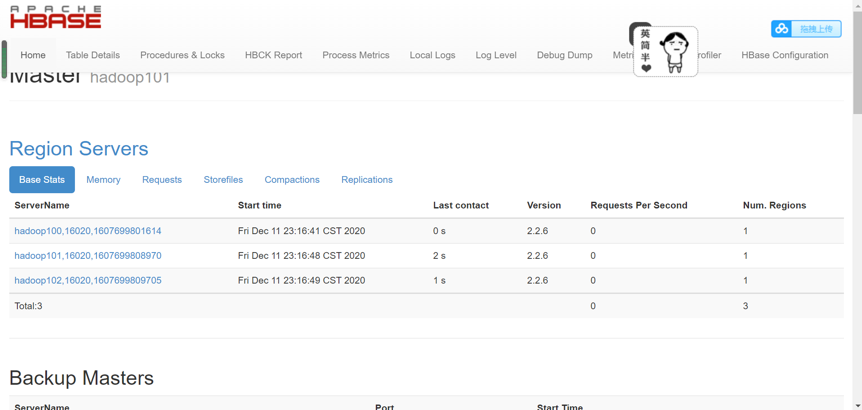 APACHE
HBASE
拖拽上传
Home Table Details Procedures & Locks HBCK Report Process Metrics Local Logs Log Level Debug Dump Metri rofiler HBase Configuration
英
简
半
Master hadoop101
Region Servers
Base Stats Memory Requests Storefiles Compactions Replications
ServerName Start time Last contact Version Requests Per Second Num. Regions
hadoop100,16020,1607699801614 Fri Dec 11 23:16:41 CST 2020 0 s 2.2.6 0 1
hadoop101,16020,1607699808970 Fri Dec 11 23:16:48 CST 2020 2 s 2.2.6 0 1
hadoop102,16020,1607699809705 Fri Dec 11 23:16:49 CST 2020 1 s 2.2.6 0 1
Total:3 0 3
Backup Masters
ServerName Port Start Time